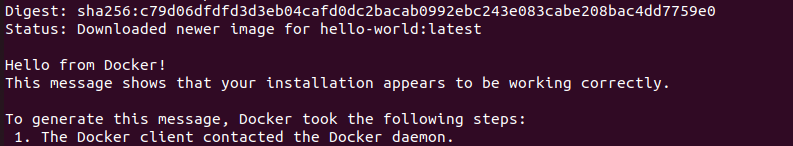 Digest: sha256:c79d06dfdfd3d3eb04cafd0dc2bacab0992ebc243e083cabe208bac4dd7759e0
Status: Downloaded newer image for hello-world:latest
Hello from Docker!
This message shows that your installation appears to be working correctly.
To generate this message, Docker took the following steps:
1. The Docker client contacted the Docker daemon.